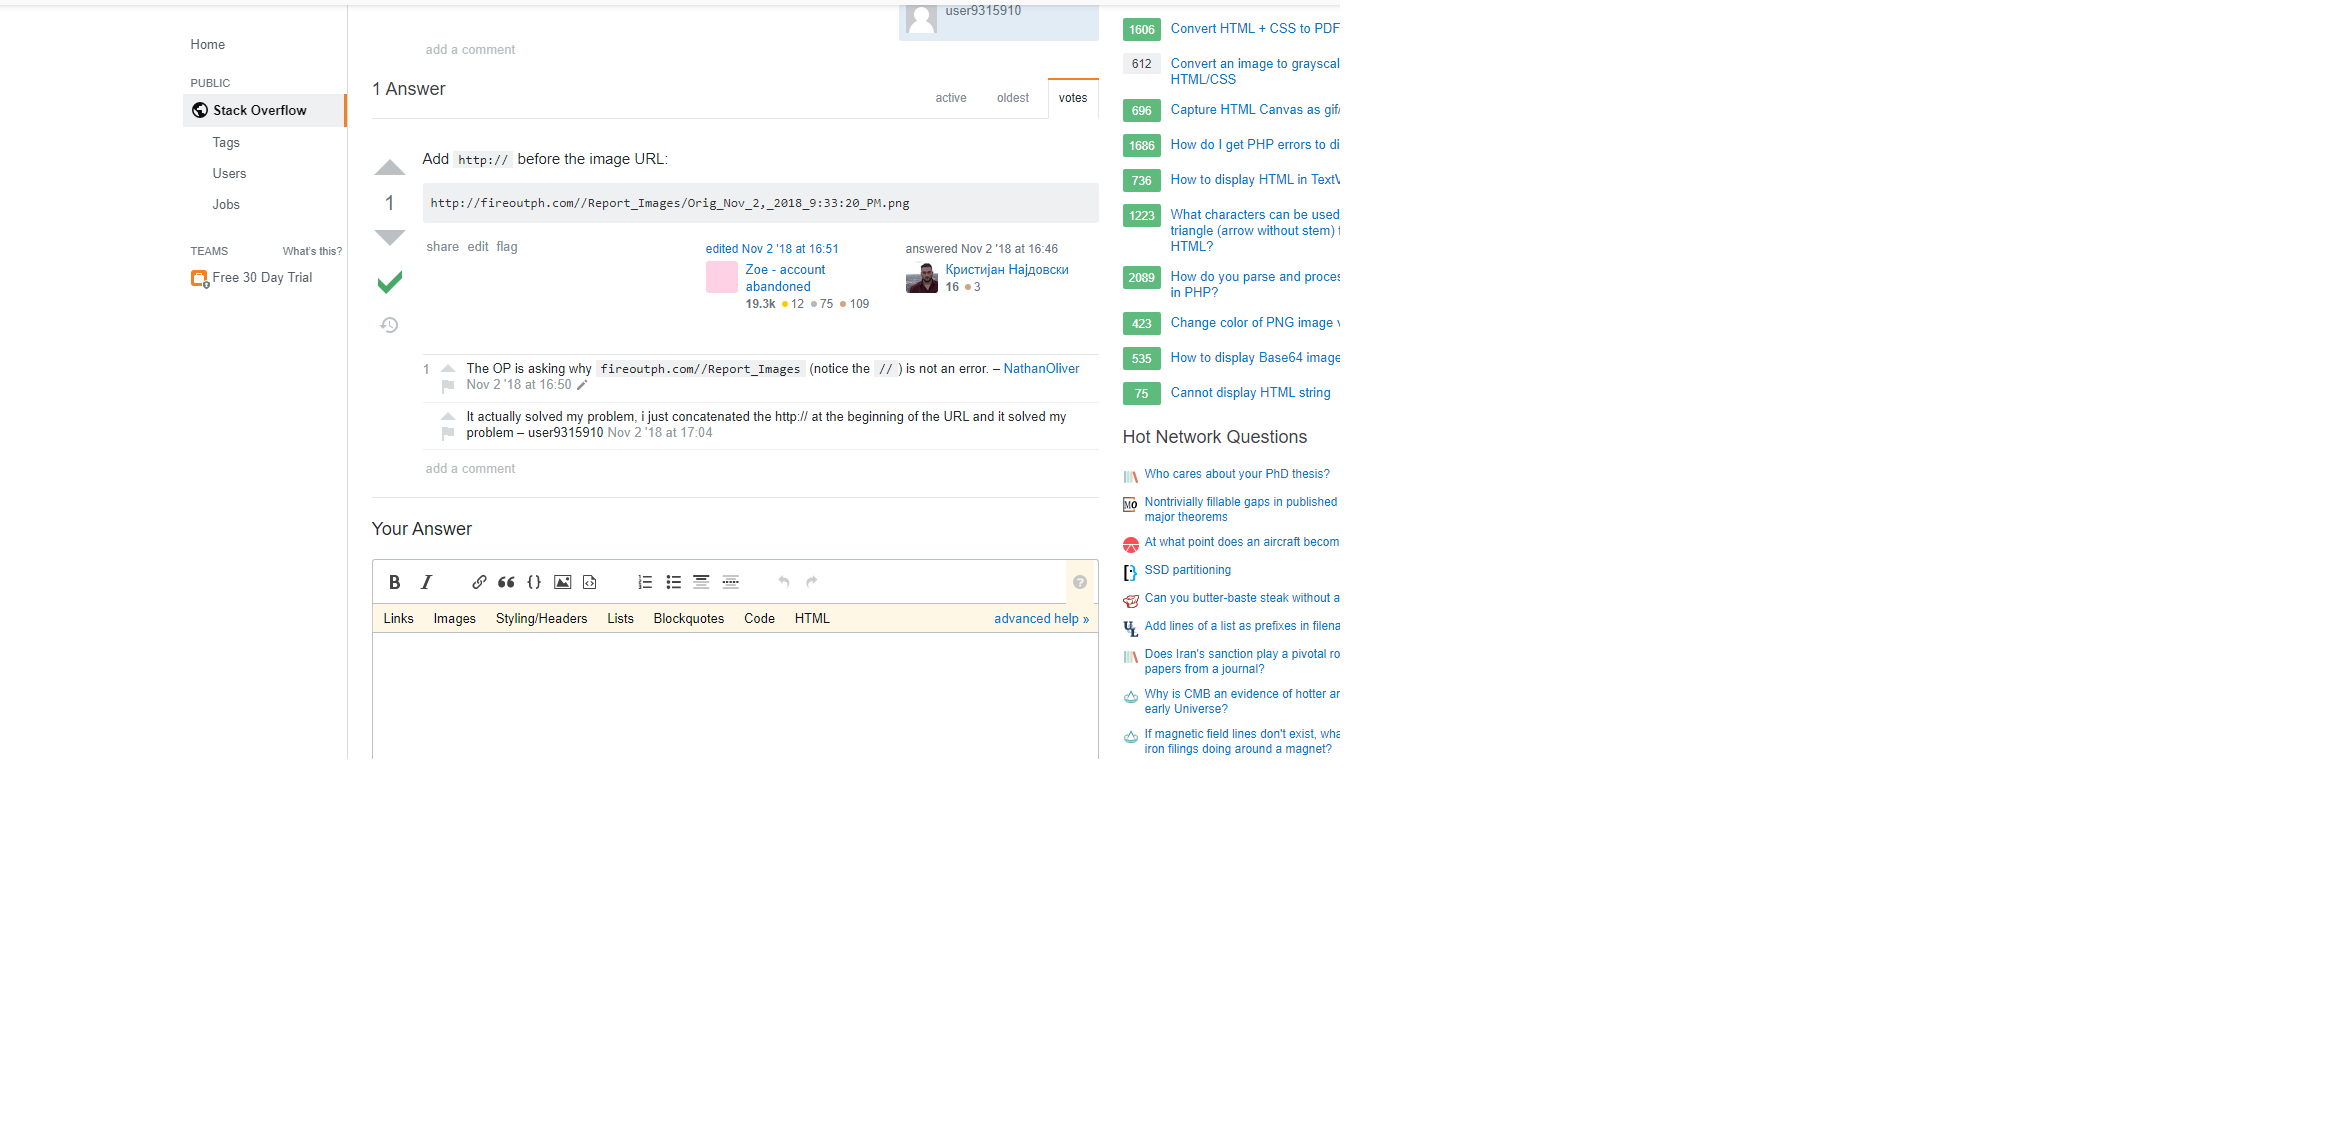 user9315910
add a comment
Home
PUBLIC
Stack Overflow
Tags
Users
Jobs
TEAMS What's this?
Free 30 Day Trial
1 Answer
active oldest votes
Add http:// before the image URL:
1
http://fireoutph.com//Report_Images/Orig_Nov_2,_2018_9:33:20_PM.png
share edit flag
edited Nov 2 '18 at 16:51
Zoe - account
abandoned
19.3k 12 75 109
answered Nov 2 '18 at 16:46
Кристијан Најдовски
16 3
1 The OP is asking why fireoutph.com//Report_Images (notice the // ) is not an error. – NathanOliver
Nov 2 '18 at 16:50
It actually solved my problem, i just concatenated the http:// at the beginning of the URL and it solved my
problem – user9315910 Nov 2 '18 at 17:04
add a comment
Your Answer
B I
Links Images Styling/Headers Lists Blockquotes Code HTML advanced help »
1606 Convert HTML + CSS to PDF
612 Convert an image to grayscal
HTML/CSS
696 Capture HTML Canvas as gif/
1686 How do I get PHP errors to di
736 How to display HTML in TextV
1223 What characters can be used
triangle (arrow without stem) f
HTML?
2089 How do you parse and proces
in PHP?
423 Change color of PNG image v
535 How to display Base64 image
75 Cannot display HTML string
Hot Network Questions
Who cares about your PhD thesis?
MO Nontrivially fillable gaps in published
major theorems
At what point does an aircraft becom
SSD partitioning
Can you butter-baste steak without a
UL Add lines of a list as prefixes in filena
Does Iran's sanction play a pivotal ro
papers from a journal?
Why is CMB an evidence of hotter ar
early Universe?
If magnetic field lines don't exist, wha
iron filings doing around a magnet?